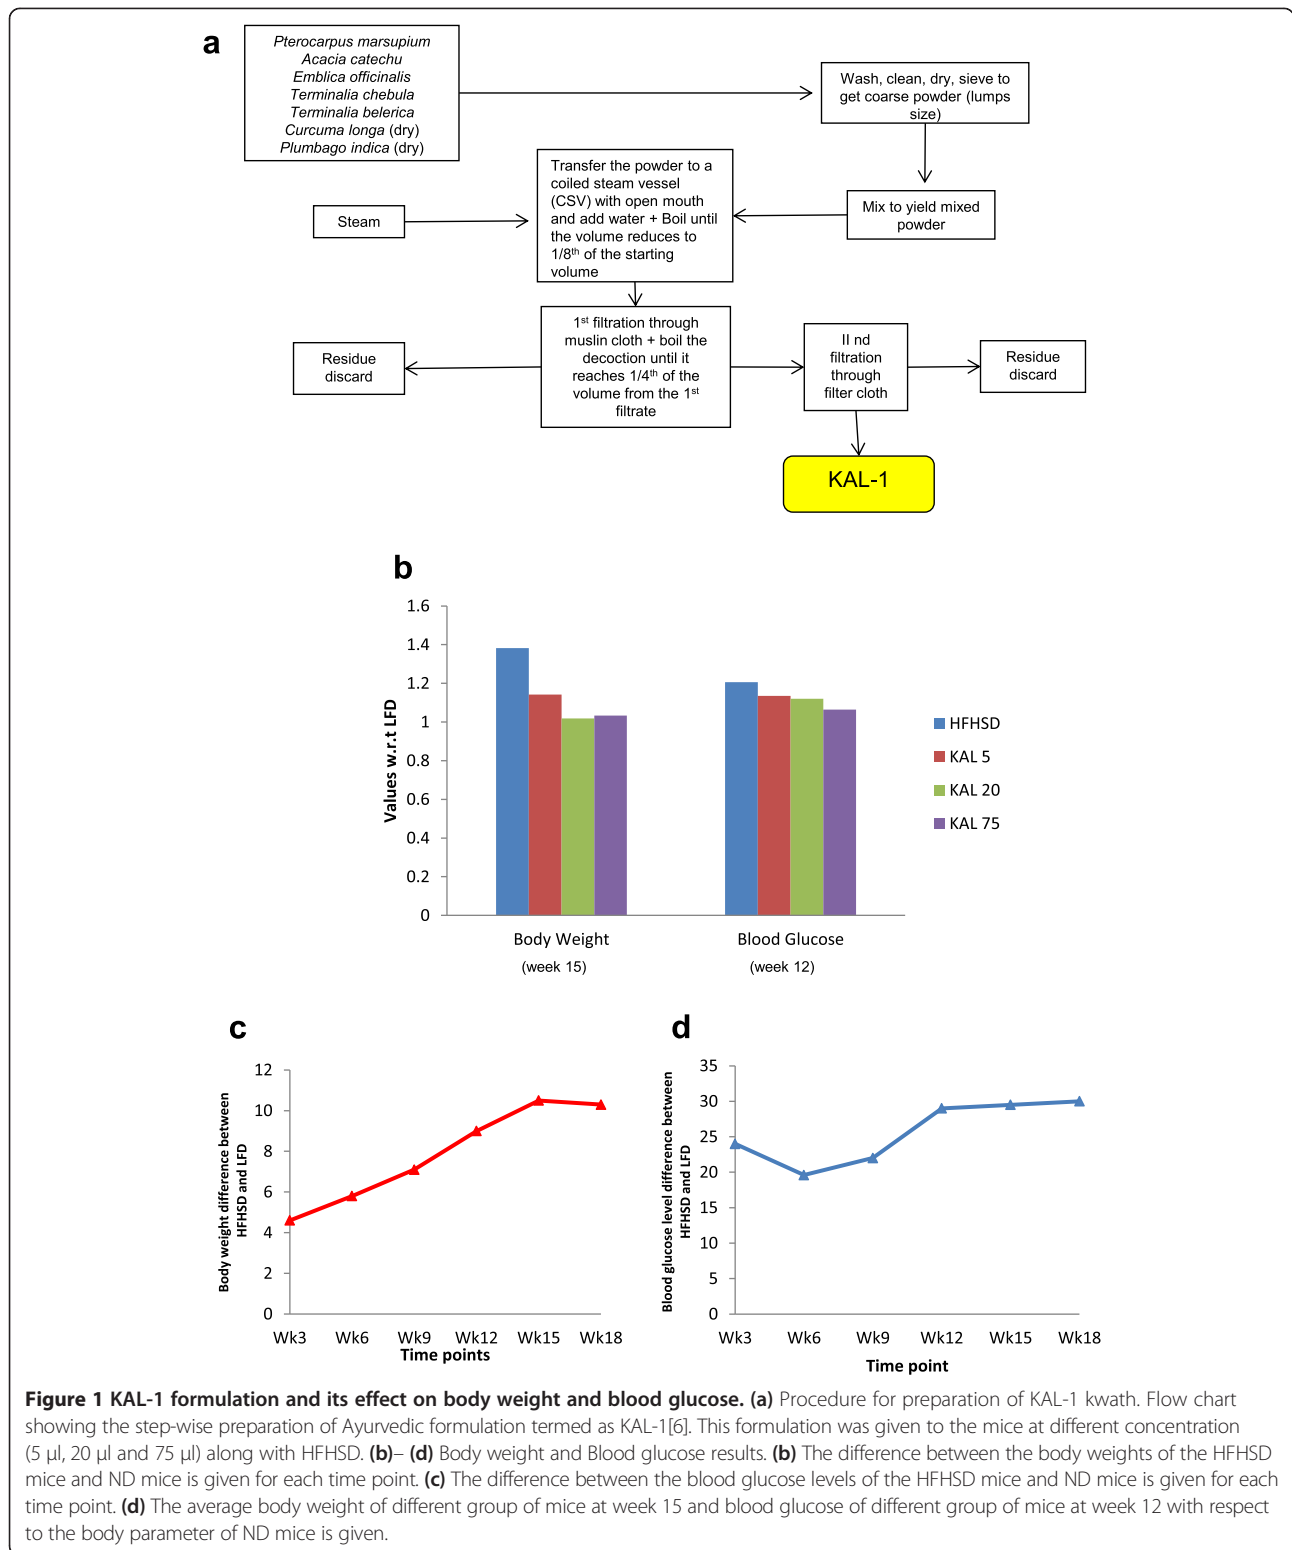 a
Pterocarpus marsupium
Acacia catechu
Emblica officinalis
Terminalia chebula
Terminalia belerica
Curcuma longa (dry)
Plumbago indica (dry)
Wash, clean, dry, sieve to
get coarse powder (lumps
size)
Mix to yield mixed
powder
Steam
Transfer the powder to a
coiled steam vessel
(CSV) with open mouth
and add water + Boil until
the volume reduces to
1/8th of the starting
volume
1st filtration through
muslin cloth + boil the
decoction until it
reaches 1/4th of the
volume from the 1st
filtrate
Residue
discard
II nd
filtration
through
filter cloth
Residue
discard
KAL-1
b
Values w.r.t LFD
1.6
1.4
1.2
1
0.8
0.6
0.4
0.2
0
Body Weight
(week 15)
Blood Glucose
(week 12)
HFHSD
KAL 5
KAL 20
KAL 75
c
Body weight difference between
HFHSD and LFD
12
10
8
6
4
2
0
Wk3 Wk6 Wk9 Wk12 Wk15 Wk18
Time points
d
Blood glucose level difference between
HFHSD and LFD
35
30
25
20
15
10
5
0
Wk3 Wk6 Wk9 Wk12 Wk15 Wk18
Time point
Figure 1 KAL-1 formulation and its effect on body weight and blood glucose. (a) Procedure for preparation of KAL-1 kwath. Flow chart
showing the step-wise preparation of Ayurvedic formulation termed as KAL-1[6]. This formulation was given to the mice at different concentration
(5 μl, 20 μl and 75 μl) along with HFHSD. (b)– (d) Body weight and Blood glucose results. (b) The difference between the body weights of the HFHSD
mice and ND mice is given for each time point. (c) The difference between the blood glucose levels of the HFHSD mice and ND mice is given for each
time point. (d) The average body weight of different group of mice at week 15 and blood glucose of different group of mice at week 12 with respect
to the body parameter of ND mice is given.